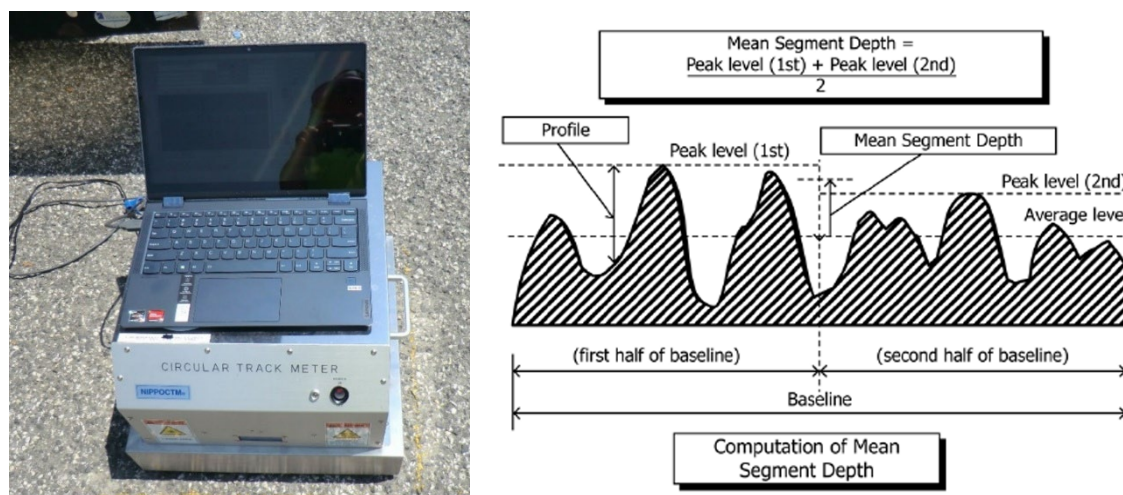 CIRCULAR TRACK METER
NIPPOCTM
Mean Segment Depth =
Peak level (1st) + Peak level (2nd)
2
Profile
Peak level (1st)
Mean Segment Depth
Peak level (2nd)
Average level
(first half of baseline)
(second half of baseline)
Baseline
Computation of Mean
Segment Depth